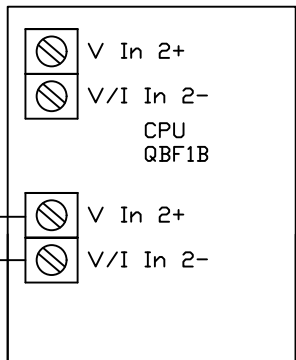 V In 2+
V/I In 2-
CPU
QBF1B
V In 2+
V/I In 2-